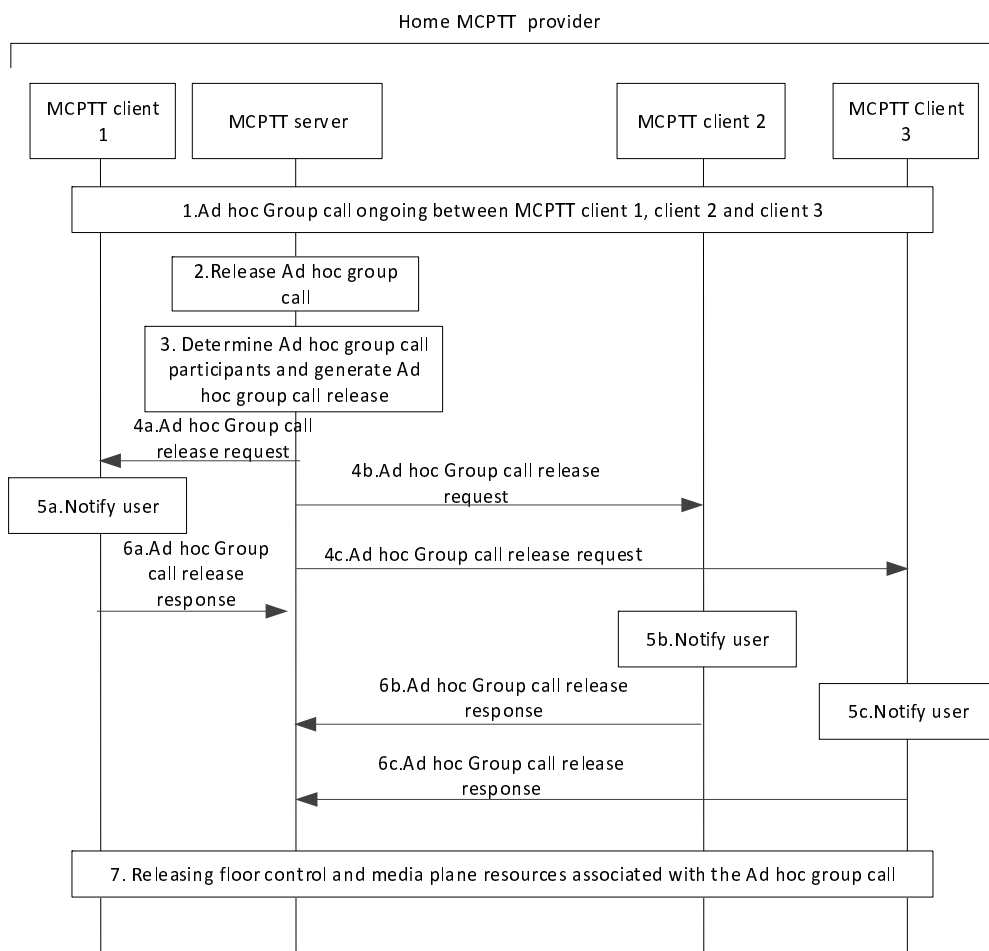 Home MCPTT provider
MCPTT client
1
MCPTT server
MCPTT client 2
MCPTT Client
3
1.Ad hoc Group call ongoing between MCPTT client 1, client 2 and client 3
2.Release Ad hoc group
call
3. Determine Ad hoc group call
participants and generate Ad
hoc group call release
4a.Ad hoc Group call
release request
4b.Ad hoc Group call release
request
5a.Notify user
6a.Ad hoc Group
call release
response
4c.Ad hoc Group call release request
5b.Notify user
6b.Ad hoc Group call release
response
5c.Notify user
6c.Ad hoc Group call release
response
7. Releasing floor control and media plane resources associated with the Ad hoc group call